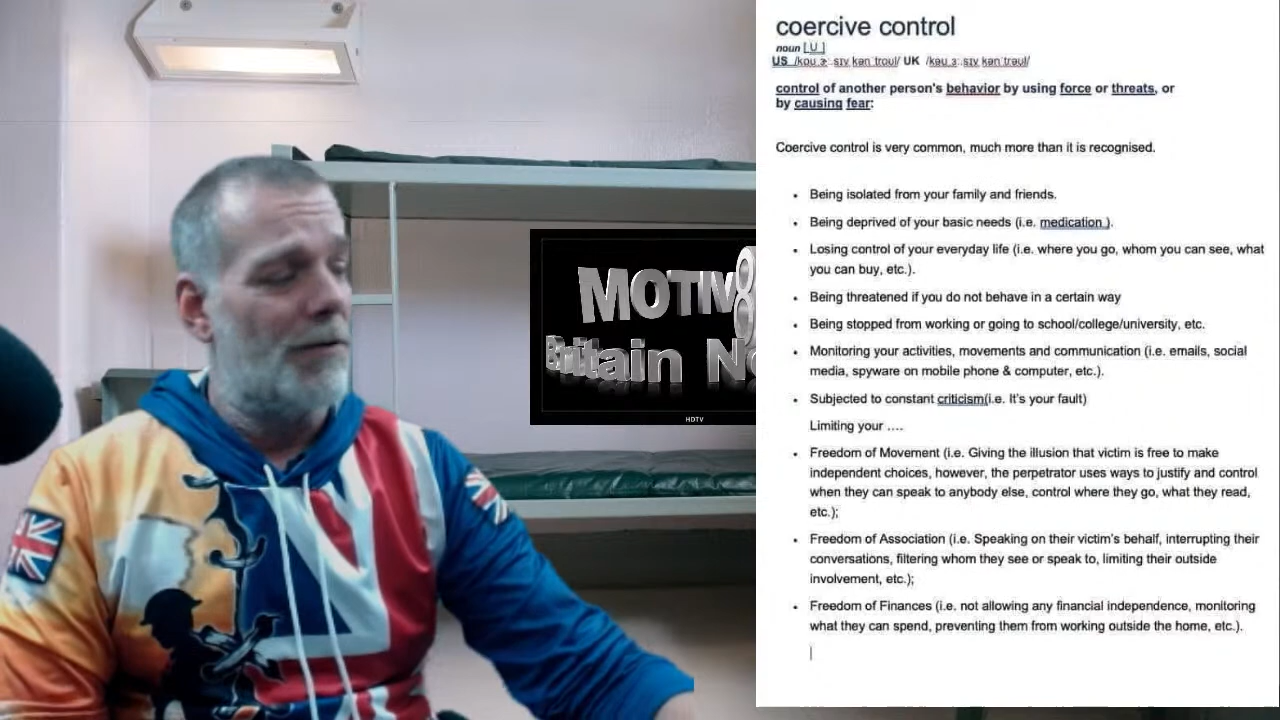 coercive control
noun [ U ]
US /koʊˌɝː.sɪv kənˈtroʊl/ UK /kəʊˌɜː.sɪv kənˈtrəʊl/
control of another person's behavior by using force or threats, or
by causing fear:
Coercive control is very common, much more than it is recognised.
• Being isolated from your family and friends.
• Being deprived of your basic needs (i.e. medication ).
• Losing control of your everyday life (i.e. where you go, whom you can see, what
you can buy, etc.).
• Being threatened if you do not behave in a certain way
• Being stopped from working or going to school/college/university, etc.
• Monitoring your activities, movements and communication (i.e. emails, social
media, spyware on mobile phone & computer, etc.).
• Subjected to constant criticism(i.e. It's your fault)
Limiting your ….
• Freedom of Movement (i.e. Giving the illusion that victim is free to make
independent choices, however, the perpetrator uses ways to justify and control
when they can speak to anybody else, control where they go, what they read,
etc.);
• Freedom of Association (i.e. Speaking on their victim's behalf, interrupting their
conversations, filtering whom they see or speak to, limiting their outside
involvement, etc.);
• Freedom of Finances (i.e. not allowing any financial independence, monitoring
what they can spend, preventing them from working outside the home, etc.).
MOTIV8
Britain No
HDTV